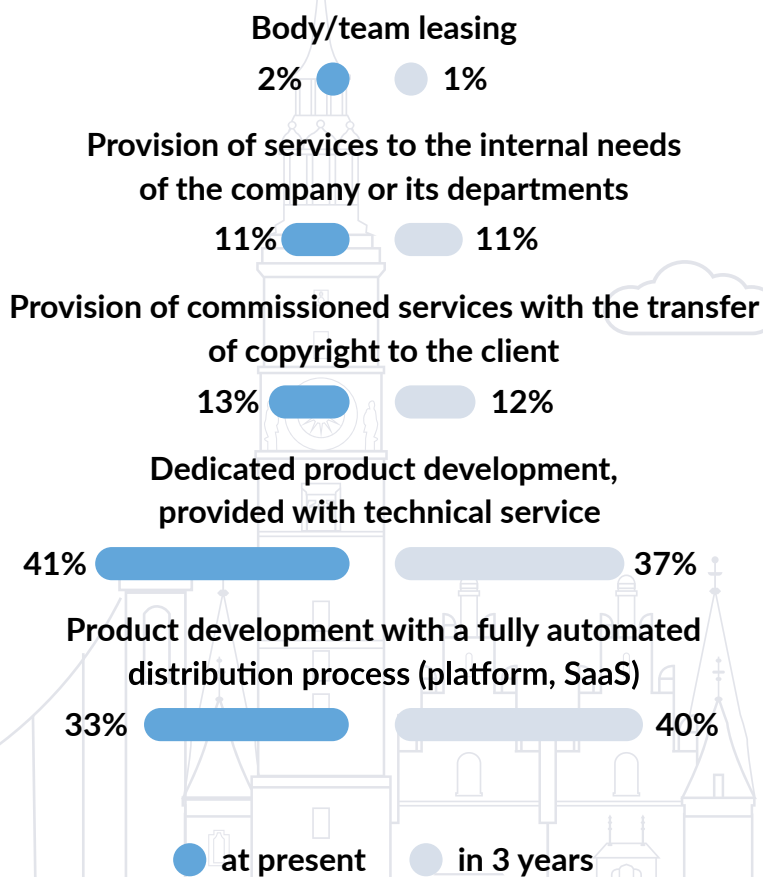 Body/team leasing
2% 1%
Provision of services to the internal needs
of the company or its departments
11% 11%
Provision of commissioned services with the transfer
of copyright to the client
13% 12%
Dedicated product development,
provided with technical service
41% 37%
Product development with a fully automated
distribution process (platform, SaaS)
33% 40%
at present in 3 years